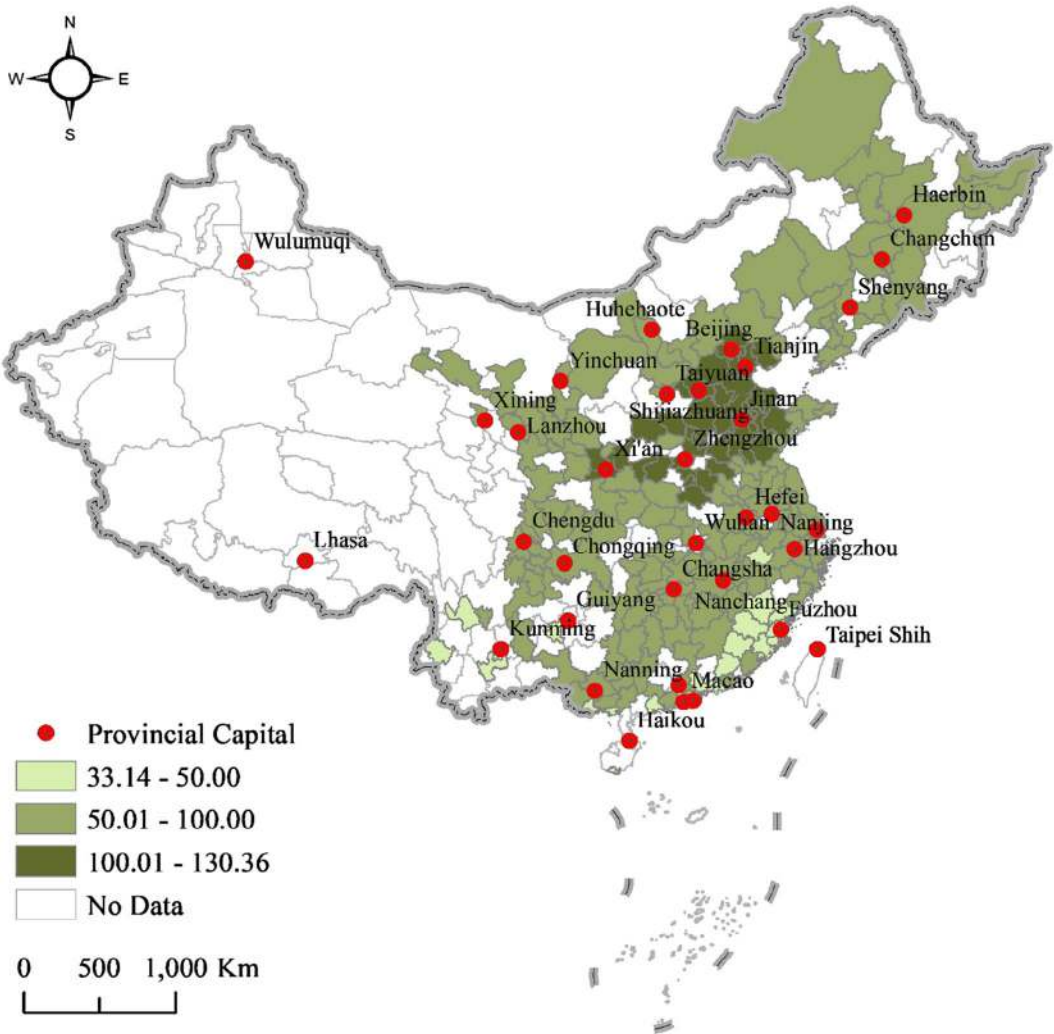 N
W E
S
Haerbin
Wulumuqi
Changchun
Shenyang
Huhehaote
Beijing
Tianjin
Yinchuan
Taiyuan
Xining
Jinan
Shijiazhuang
Lanzhou
Zhengzhou
Xi'an
Hefei
Chengdu
Wuhan
Nanjing
Lhasa
Chongqing
Hangzhou
Changsha
Guiyang
Nanchang
Fuzhou
Kunming
Taipei Shih
Nanning
Macao
Haikou
Provincial Capital
33.14 - 50.00
50.01 - 100.00
100.01 - 130.36
No Data
0 500 1,000 Km